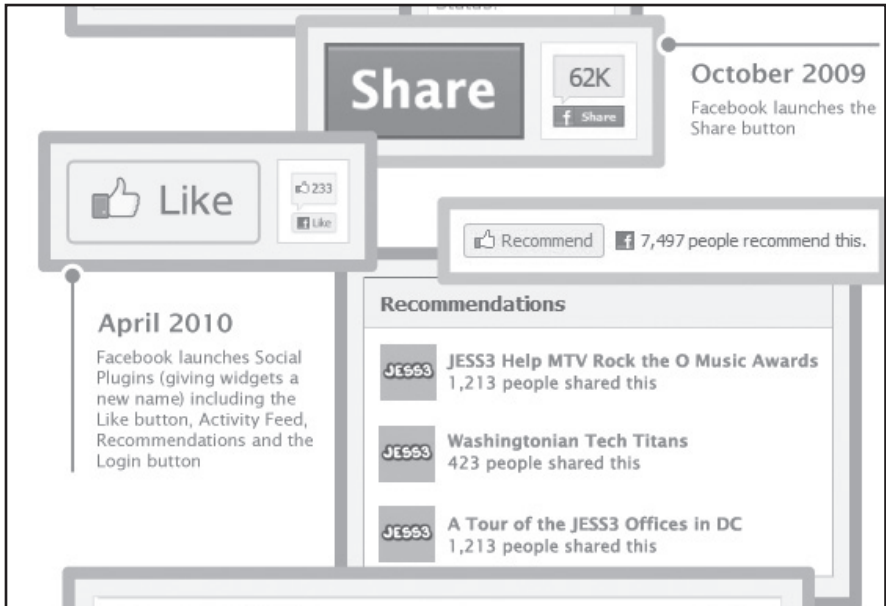 Status.
Share
62K
f Share
October 2009
Facebook launches the
Share button
Like
233
f Like
Recommend
f 7,497 people recommend this.
April 2010
Facebook launches Social
Plugins (giving widgets a
new name) including the
Like button, Activity Feed,
Recommendations and the
Login button
Recommendations
JESS3
JESS3 Help MTV Rock the O Music Awards
1,213 people shared this
JESS3
Washingtonian Tech Titans
423 people shared this
JESS3
A Tour of the JESS3 Offices in DC
1,213 people shared this